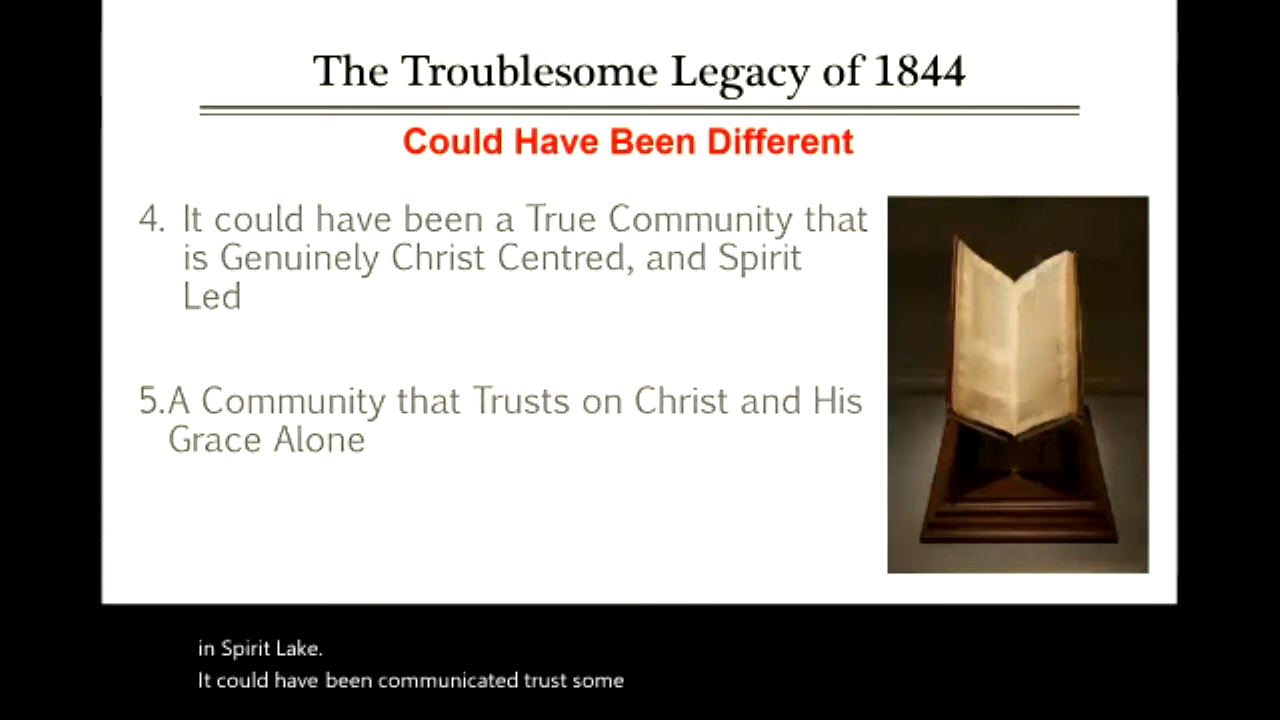 The Troublesome Legacy of 1844
Could Have Been Different
4. It could have been a True Community that
is Genuinely Christ Centred, and Spirit
Led
5.A Community that Trusts on Christ and His
Grace Alone
in Spirit Lake.
It could have been communicated trust some